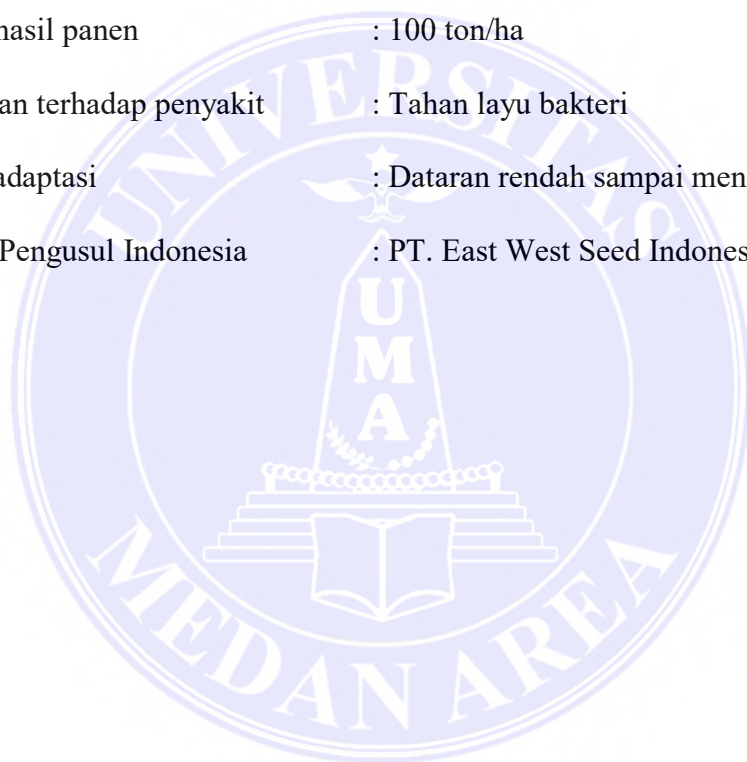 hasil panen : 100 ton/ha
an terhadap penyakit : Tahan layu bakteri
adaptasi : Dataran rendah sampai men
Pengusul Indonesia : PT. East West Seed Indones
UNIVERSITAS
UMA
MEDAN AREA